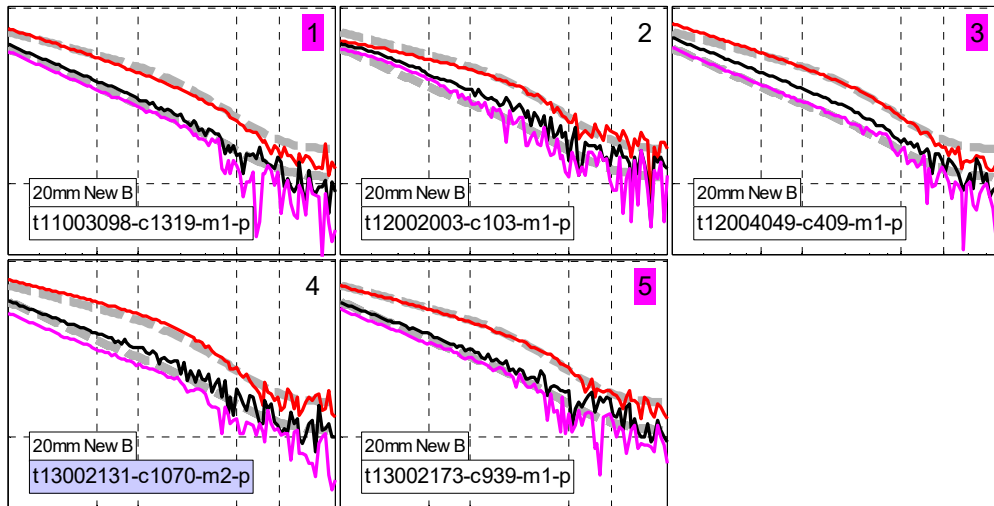 1
20mm New B
t11003098-c1319-m1-p
2
20mm New B
t12002003-c103-m1-p
3
20mm New B
t12004049-c409-m1-p
4
20mm New B
t13002131-c1070-m2-p
5
20mm New B
t13002173-c939-m1-p